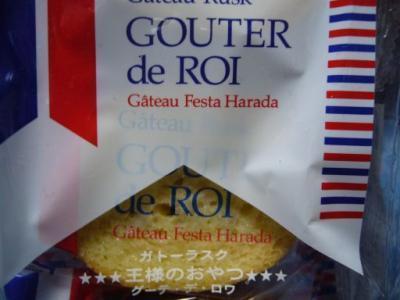 Gâteau Rusk
GOUTER
de ROI
Gâteau Festa Harada
Gâteau
GOU
de ROI
Gâteau Festa Harada
ガトーラスク
★★★王様のおやつ★★★
グーテ・デ・ロワ